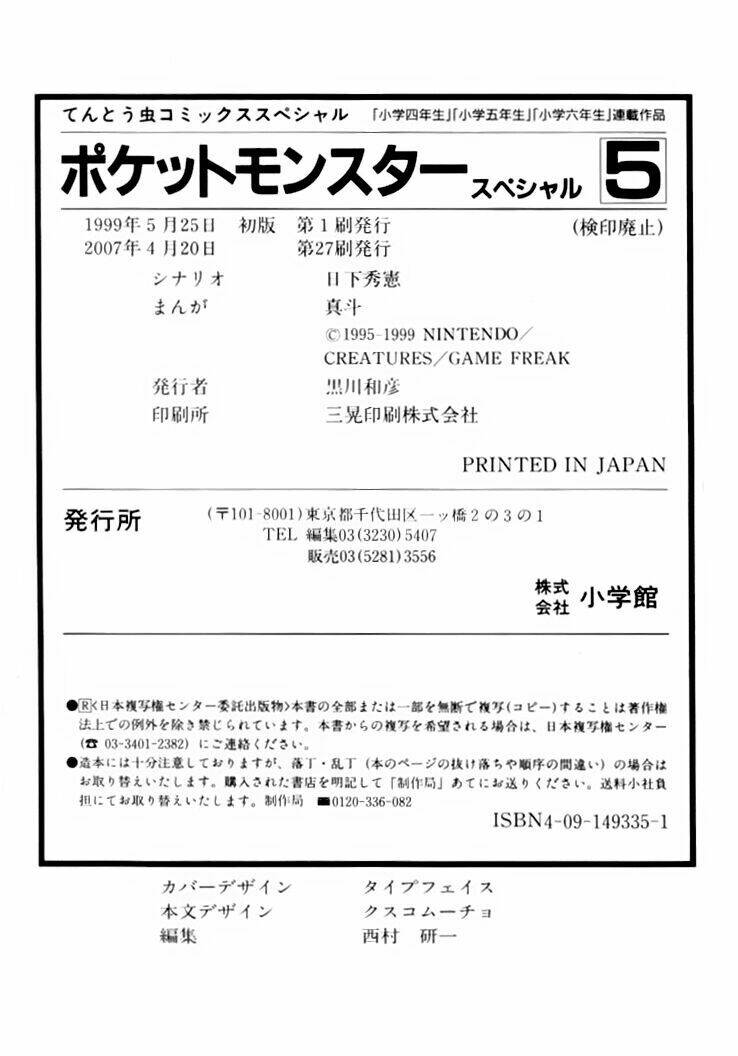 てんとう虫コミックススペシャル 「小学四年生」「小学五年生」「小学六年生」連載作品
ポケットモンスター スペシャル 5
1999年5月25日 初版 第1刷発行 (検印廃止)
2007年4月20日 第27刷発行
シナリオ 日下秀憲
まんが 真斗
©1995-1999 NINTENDO/
CREATURES/GAME FREAK
発行者 黒川和彦
印刷所 三晃印刷株式会社
PRINTED IN JAPAN
発行所 (〒101-8001)東京都千代田区一ッ橋2の3の1
TEL 編集03(3230)5407
販売03(5281)3556
株式会社 小学館
●Ⓡ<日本複写権センター委託出版物>本書の全部または一部を無断で複写(コピー)することは著作権
法上での例外を除き禁じられています。本書からの複写を希望される場合は、日本複写権センター
(☎ 03-3401-2382) にご連絡ください。
●造本には十分注意しておりますが、落丁・乱丁 (本のページの抜け落ちや順序の間違い) の場合は
お取り替えいたします。購入された書店を明記して「制作局」あてにお送りください。送料小社負
担にてお取り替えいたします。制作局 0120-336-082
ISBN4-09-149335-1
カバーデザイン タイプフェイス
本文デザイン クスコムーチョ
編集 西村 研一